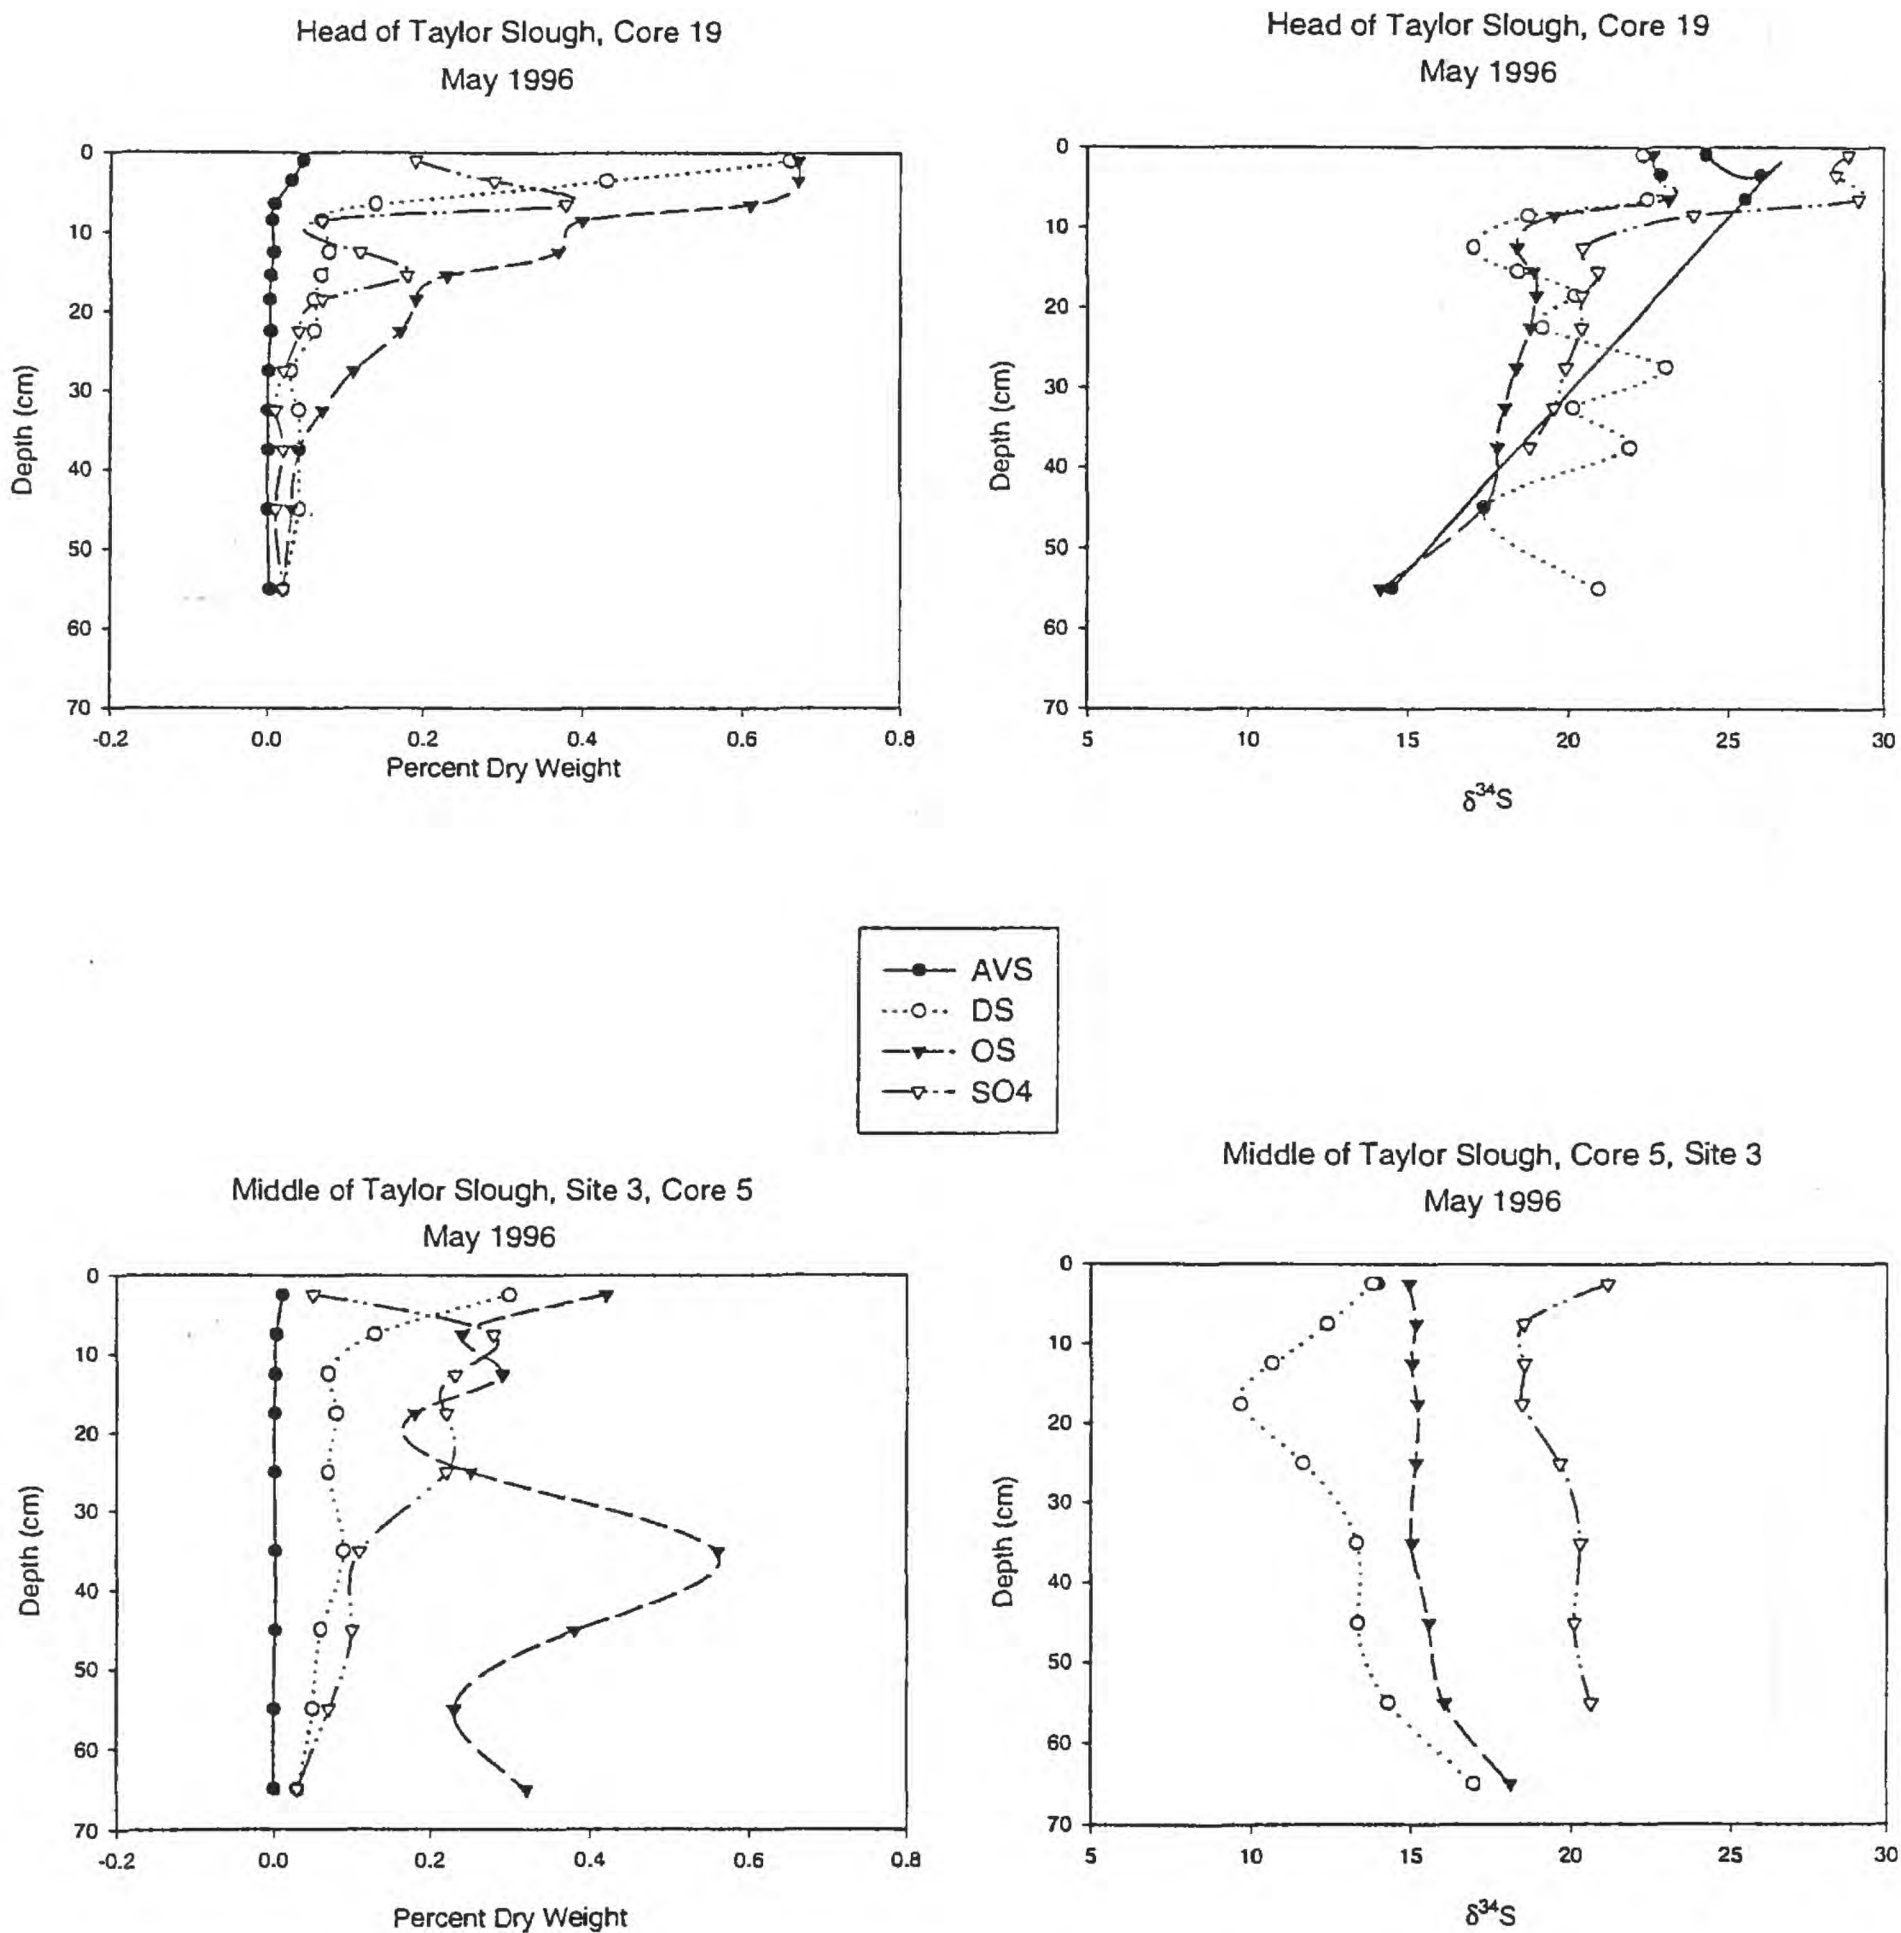 Head of Taylor Slough, Core 19
May 1996
0
10
20
30
40
50
60
70
Depth (cm)
-0.2
0.0
0.2
0.4
0.6
0.8
Percent Dry Weight
Head of Taylor Slough, Core 19
May 1996
0
10
20
30
40
50
60
70
Depth (cm)
5
10
15
20
25
30
δ³⁴S
AVS
DS
OS
SO4
Middle of Taylor Slough, Site 3, Core 5
May 1996
0
10
20
30
40
50
60
70
Depth (cm)
-0.2
0.0
0.2
0.4
0.6
0.8
Percent Dry Weight
Middle of Taylor Slough, Core 5, Site 3
May 1996
0
10
20
30
40
50
60
70
Depth (cm)
5
10
15
20
25
30
δ³⁴S